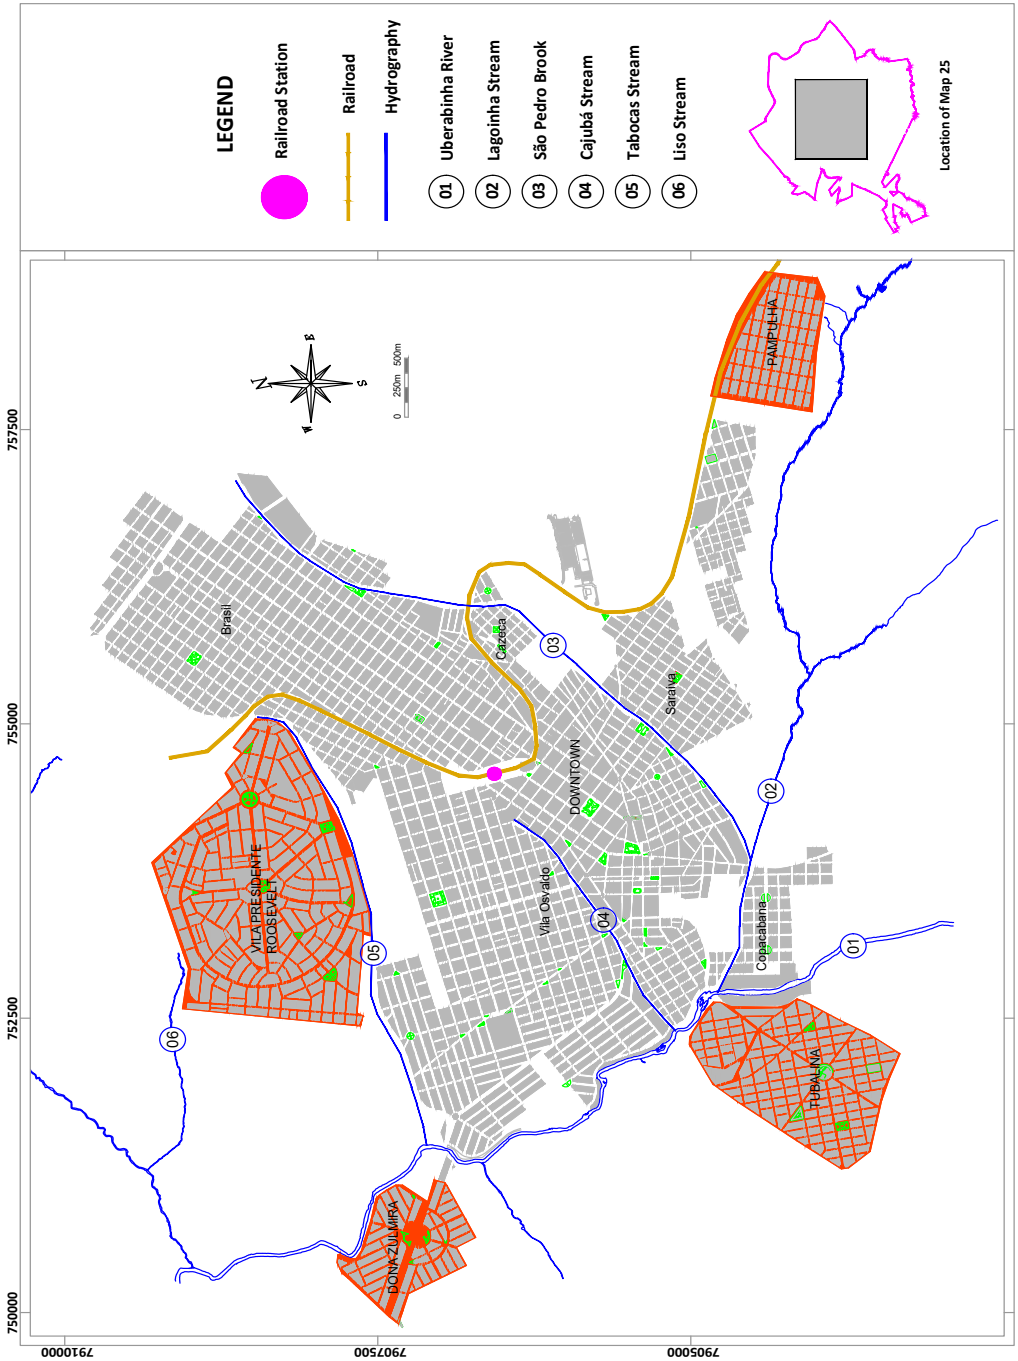 LEGEND
Railroad Station
Railroad
Hydrography
01 Uberabinha River
02 Lagoinha Stream
03 São Pedro Brook
04 Cajubá Stream
05 Tabocas Stream
06 Liso Stream
Location of Map 25
750000
752500
755000
757500
7910000
7907500
7905000
N
E
S
W
0 250m 500m
Brasil
VILA PRESIDENTE
ROOSEVELT
06
05
Cazeca
03
DONA ZULMIRA
Vila Osvaldo
DOWNTOWN
04
Saraiva
PAMPULHA
Copacabana
02
TUBALINA
01